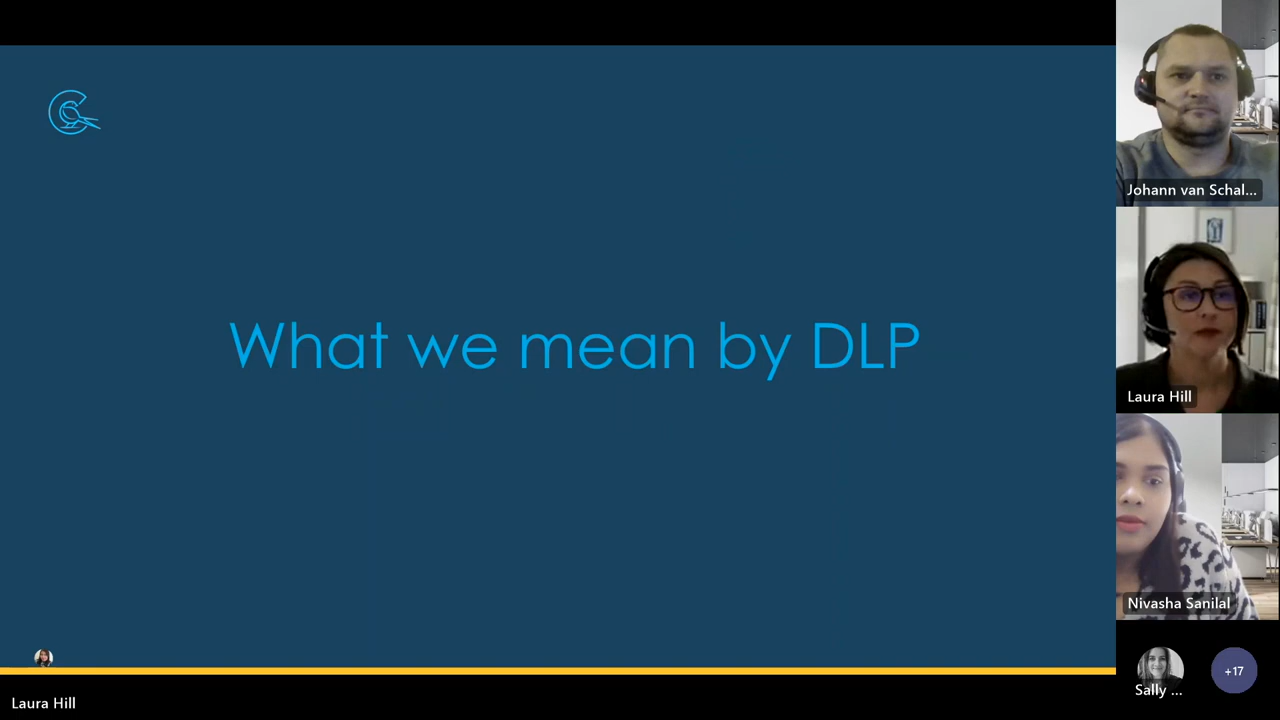 What we mean by DLP
Laura Hill
Johann van Schal...
Laura Hill
Nivasha Sanilal
Sally ...
+17